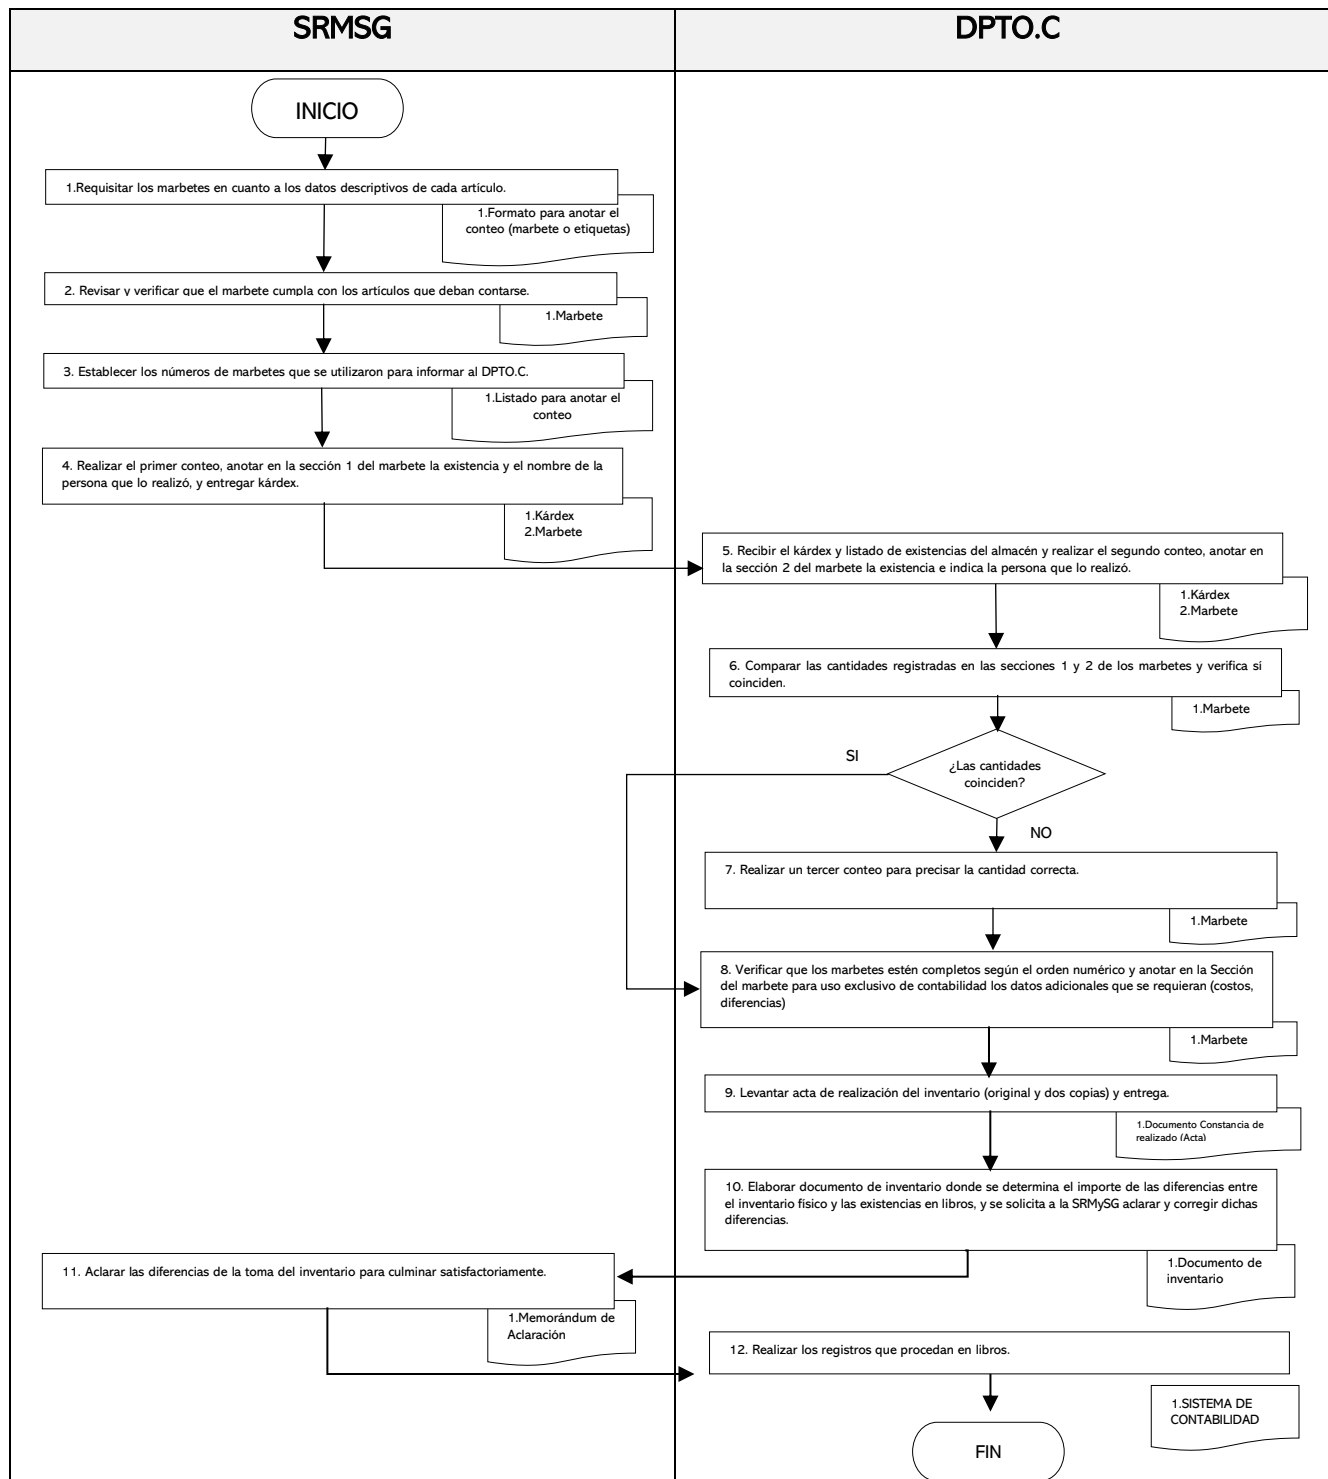 SRMSG
DPTO.C
INICIO
1.Requisitar los marbetes en cuanto a los datos descriptivos de cada artículo.
1.Formato para anotar el
conteo (marbete o etiquetas)
2. Revisar y verificar que el marbete cumpla con los artículos que deban contarse.
1.Marbete
3. Establecer los números de marbetes que se utilizaron para informar al DPTO.C.
1.Listado para anotar el
conteo
4. Realizar el primer conteo, anotar en la sección 1 del marbete la existencia y el nombre de la
persona que lo realizó, y entregar kárdex.
1.Kárdex
2.Marbete
5. Recibir el kárdex y listado de existencias del almacén y realizar el segundo conteo, anotar en
la sección 2 del marbete la existencia e indica la persona que lo realizó.
1.Kárdex
2.Marbete
6. Comparar las cantidades registradas en las secciones 1 y 2 de los marbetes y verifica si
coinciden.
1.Marbete
SI
¿Las cantidades
coinciden?
NO
7. Realizar un tercer conteo para precisar la cantidad correcta.
1.Marbete
8. Verificar que los marbetes estén completos según el orden numérico y anotar en la Sección
del marbete para uso exclusivo de contabilidad los datos adicionales que se requieran (costos,
diferencias)
1.Marbete
9. Levantar acta de realización del inventario (original y dos copias) y entrega.
1.Documento Constancia de
realizado (Acta)
10. Elaborar documento de inventario donde se determina el importe de las diferencias entre
el inventario físico y las existencias en libros, y se solicita a la SRMySG aclarar y corregir dichas
diferencias.
1.Documento de
inventario
11. Aclarar las diferencias de la toma del inventario para culminar satisfactoriamente.
1.Memorándum de
Aclaración
12. Realizar los registros que procedan en libros.
1.SISTEMA DE
CONTABILIDAD
FIN